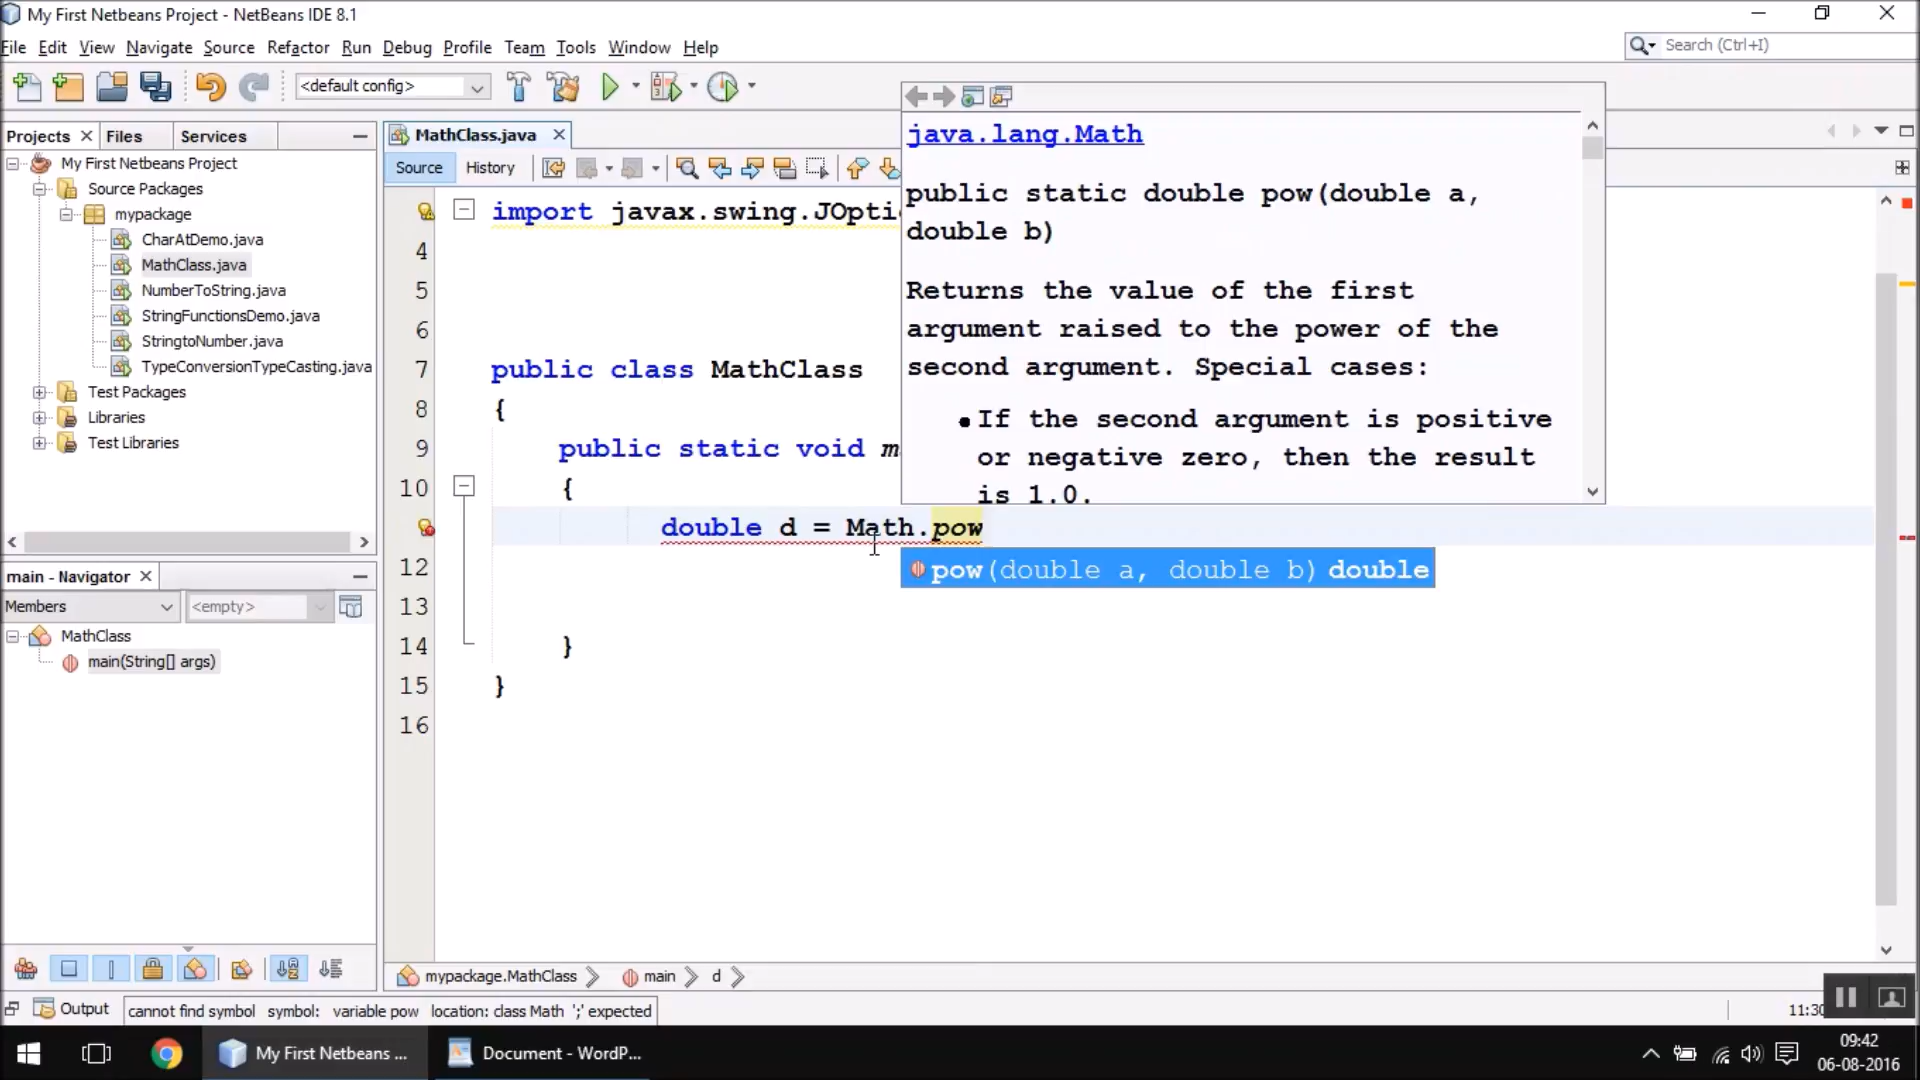 My First Netbeans Project - NetBeans IDE 8.1
File Edit View Navigate Source Refactor Run Debug Profile Team Tools Window Help
Search (Ctrl+I)
<default config>
Projects Files Services
My First Netbeans Project
Source Packages
mypackage
CharAtDemo.java
MathClass.java
NumberToString.java
StringFunctionsDemo.java
StringtoNumber.java
TypeConversionTypeCasting.java
Test Packages
Libraries
Test Libraries
main - Navigator
Members <empty>
MathClass
main(String[] args)
MathClass.java
Source History
import javax.swing.JOpti
4
5
6
7 public class MathClass
8 {
9 public static void m
10 {
double d = Math.pow
12
13
14 }
15 }
16
java.lang.Math
public static double pow(double a,
double b)
Returns the value of the first
argument raised to the power of the
second argument. Special cases:
If the second argument is positive
or negative zero, then the result
is 1.0.
pow(double a, double b) double
mypackage.MathClass main d
Output cannot find symbol symbol: variable pow location: class Math ';' expected
11:30
My First Netbeans ...
Document - WordP...
09:42
06-08-2016